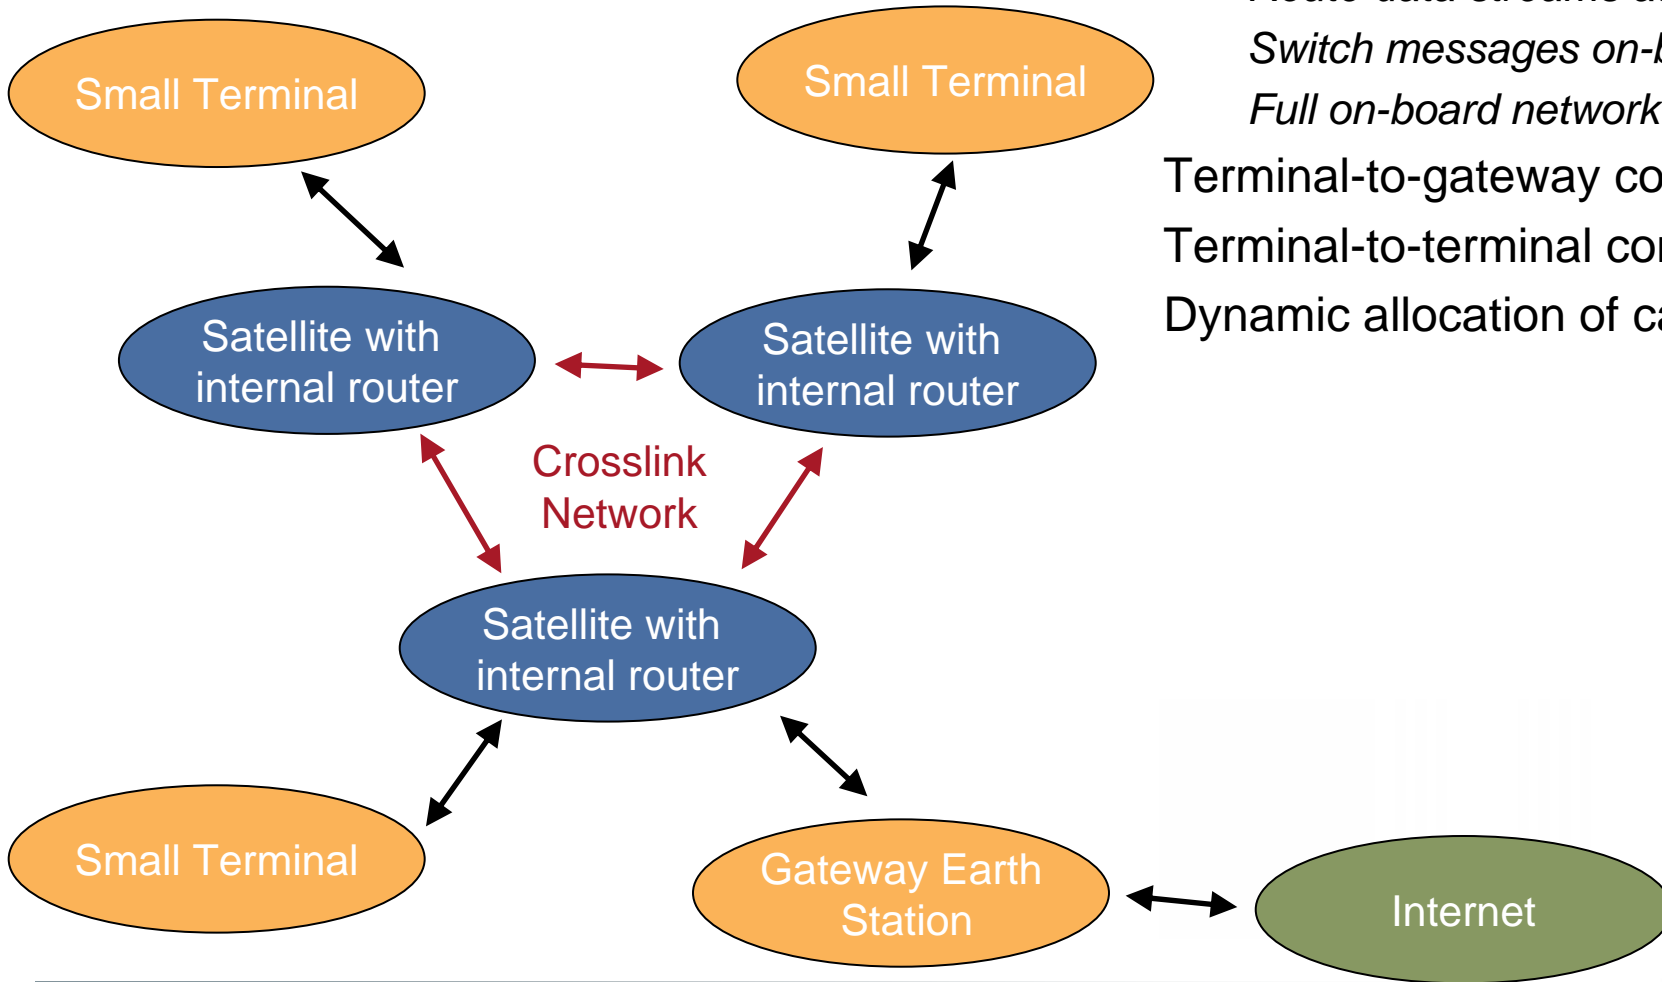 Small Terminal
Small Terminal
Switch messages on-b
Full on-board network
Terminal-to-gateway co
Terminal-to-terminal co
Dynamic allocation of ca
Satellite with
internal router
Satellite with
internal router
Crosslink
Network
Satellite with
internal router
Small Terminal
Gateway Earth
Station
Internet